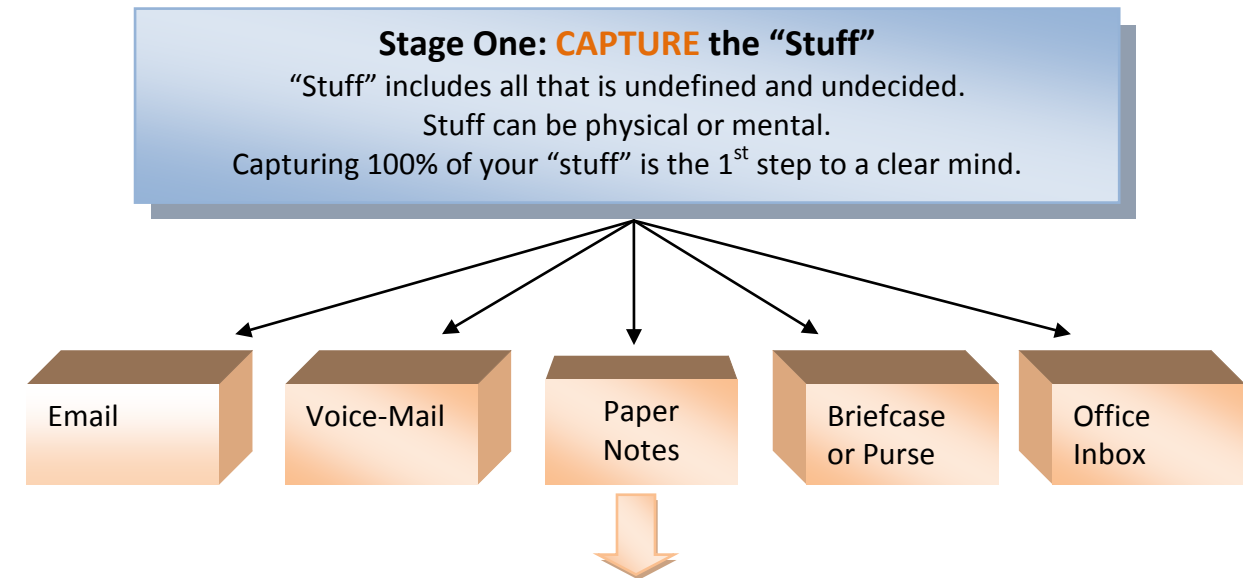 Stage One: CAPTURE the “Stuff”
“Stuff” includes all that is undefined and undecided.
Stuff can be physical or mental.
Capturing 100% of your “stuff” is the 1st step to a clear mind.
Email
Voice-Mail
Paper
Notes
Briefcase
or Purse
Office
Inbox